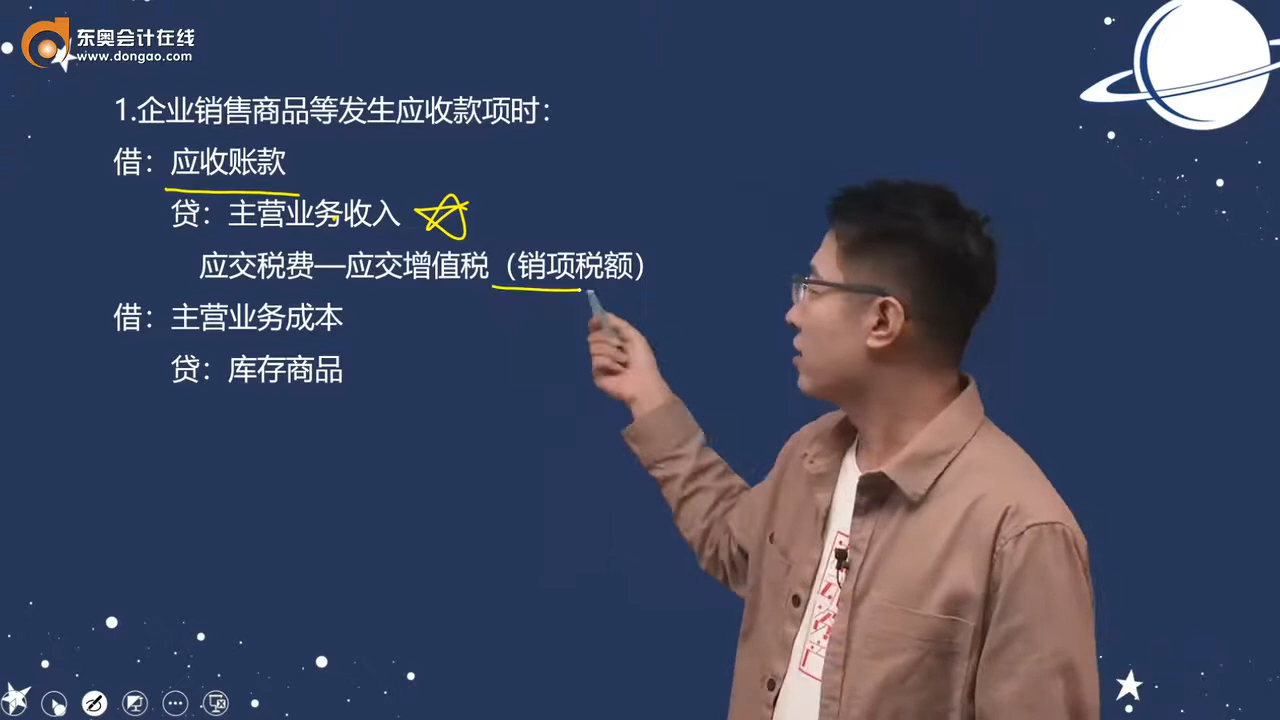 东奥会计在线
www.dongao.com
1.企业销售商品等发生应收款项时：
借：应收账款
贷：主营业务收入
应交税费—应交增值税（销项税额）
借：主营业务成本
贷：库存商品